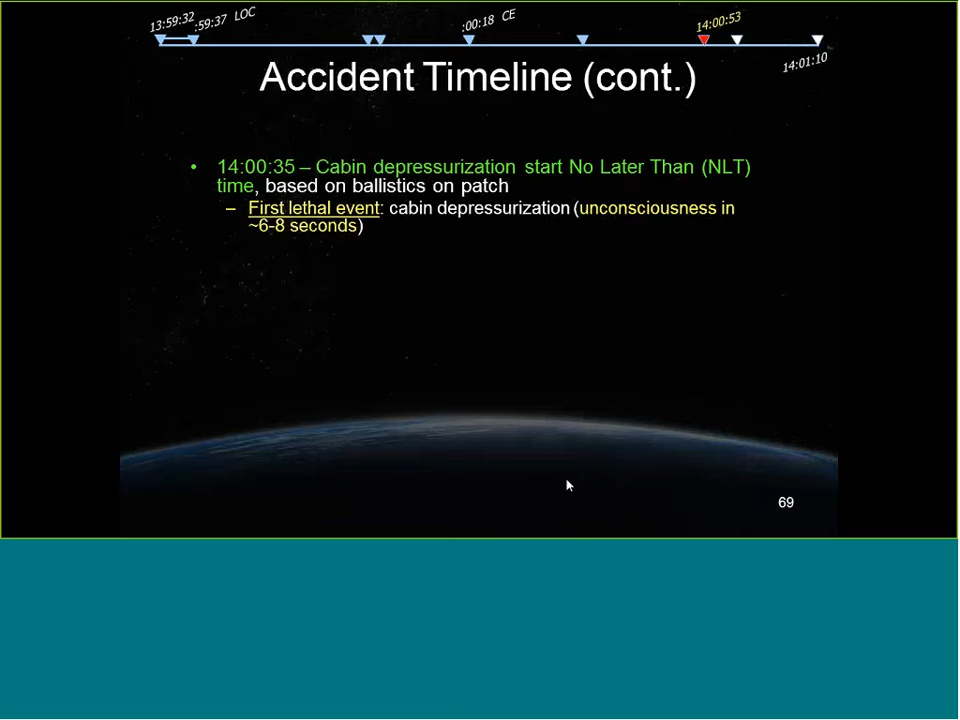 13:59:32
:59:37 LOC
:00:18 CE
14:00:53
14:01:10
Accident Timeline (cont.)
• 14:00:35 – Cabin depressurization start No Later Than (NLT)
time, based on ballistics on patch
– First lethal event: cabin depressurization (unconsciousness in
~6-8 seconds)
69